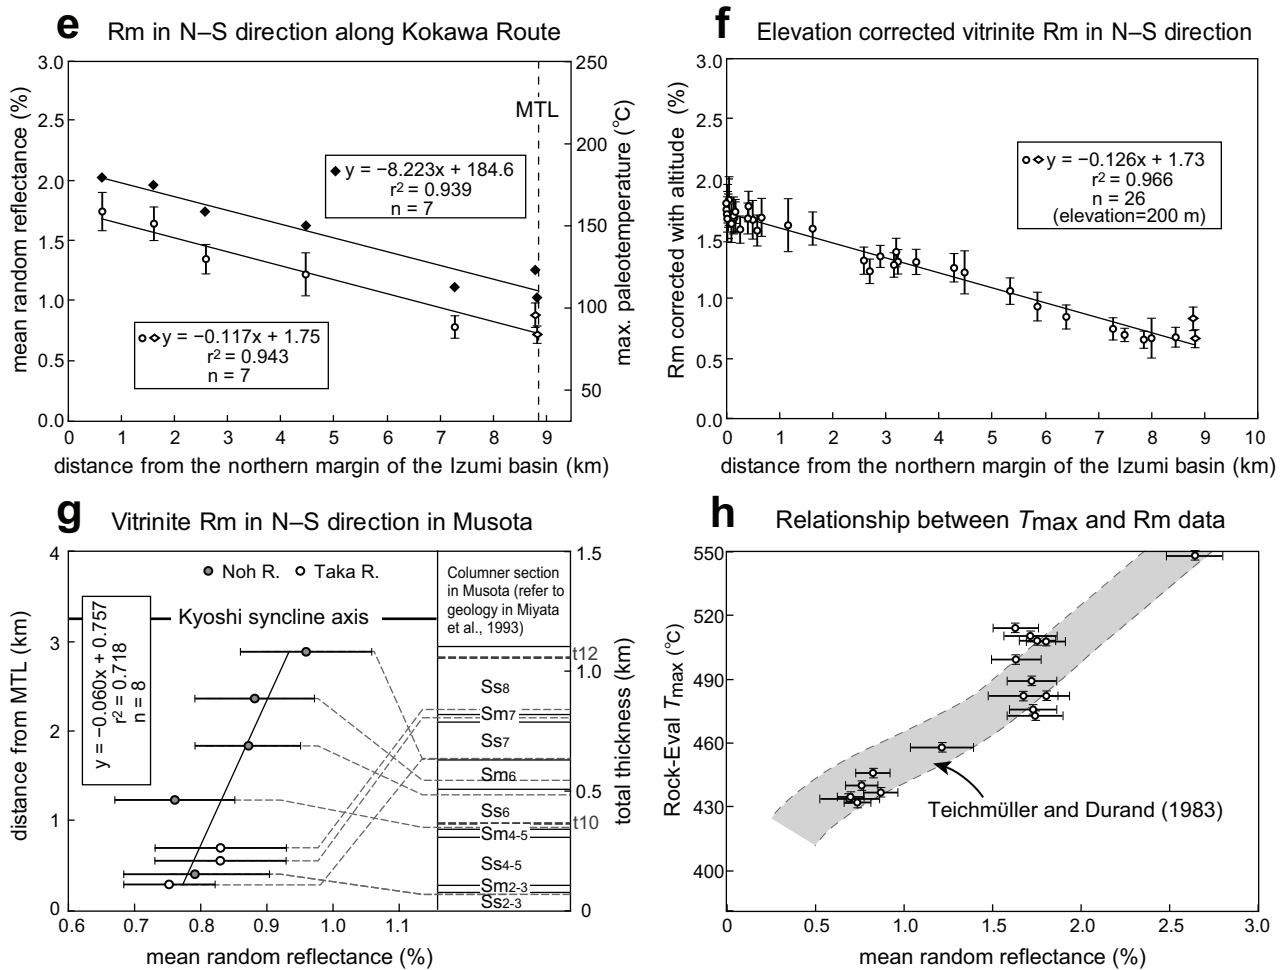 e Rm in N–S direction along Kokawa Route
mean random reflectance (%)
3.0
2.5
2.0
1.5
1.0
0.5
0.0
0 1 2 3 4 5 6 7 8 9
distance from the northern margin of the Izumi basin (km)
250
200
150
100
50
max. paleotemperature (°C)
MTL
y = −8.223x + 184.6
r2 = 0.939
n = 7
y = −0.117x + 1.75
r2 = 0.943
n = 7
f Elevation corrected vitrinite Rm in N–S direction
Rm corrected with altitude (%)
3.0
2.5
2.0
1.5
1.0
0.5
0.0
0 1 2 3 4 5 6 7 8 9 10
distance from the northern margin of the Izumi basin (km)
y = −0.126x + 1.73
r2 = 0.966
n = 26
(elevation=200 m)
g Vitrinite Rm in N–S direction in Musota
distance from MTL (km)
4
3
2
1
0
0.6 0.7 0.8 0.9 1.0 1.1
mean random reflectance (%)
Noh R. Taka R.
Kyoshi syncline axis
y = −0.060x + 0.757
r2 = 0.718
n = 8
Columner section
in Musota (refer to
geology in Miyata
et al., 1993)
t12
Ss8
Sm7
Ss7
Sm6
Ss6
t10
Sm4-5
Ss4-5
Sm2-3
Ss2-3
1.5
1.0
0.5
0
total thickness (km)
h Relationship between Tmax and Rm data
Rock-Eval Tmax (°C)
550
520
490
460
430
400
0 0.5 1.0 1.5 2.0 2.5 3.0
mean random reflectance (%)
Teichmüller and Durand (1983)